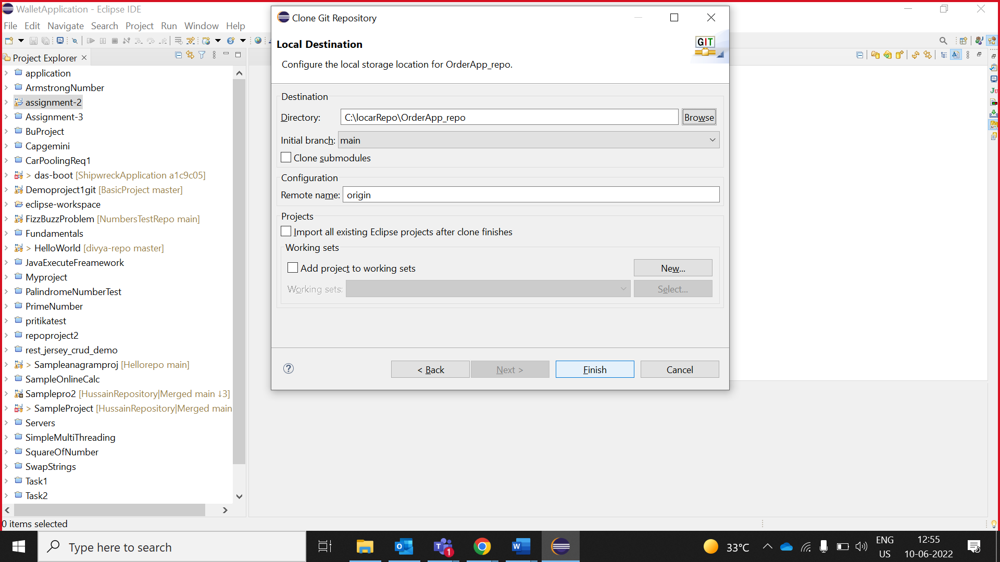 WalletApplication - Eclipse IDE
File Edit Navigate Search Project Run Window Help
Project Explorer
application
ArmstrongNumber
assignment-2
Assignment-3
BuProject
Capgemini
CarPoolingReq1
> das-boot [ShipwreckApplication a1c9c05]
Demoproject1git [BasicProject master]
eclipse-workspace
FizzBuzzProblem [NumbersTestRepo main]
Fundamentals
> HelloWorld [divya-repo master]
JavaExecuteFreamework
Myproject
PalindromeNumberTest
PrimeNumber
pritikatest
repoproject2
rest_jersey_crud_demo
> Sampleanagramproj [Hellorepo main]
SampleOnlineCalc
Samplepro2 [HussainRepository|Merged main ↓3]
> SampleProject [HussainRepository|Merged main
Servers
SimpleMultiThreading
SquareOfNumber
SwapStrings
Task1
Task2
0 items selected
Clone Git Repository
Local Destination
GIT
Configure the local storage location for OrderApp_repo.
Destination
Directory: C:\locarRepo\OrderApp_repo Browse
Initial branch: main
Clone submodules
Configuration
Remote name: origin
Projects
Import all existing Eclipse projects after clone finishes
Working sets
Add project to working sets New...
Working sets: Select...
< Back Next > Finish Cancel
Type here to search
1
33°C
ENG
US
12:55
10-06-2022